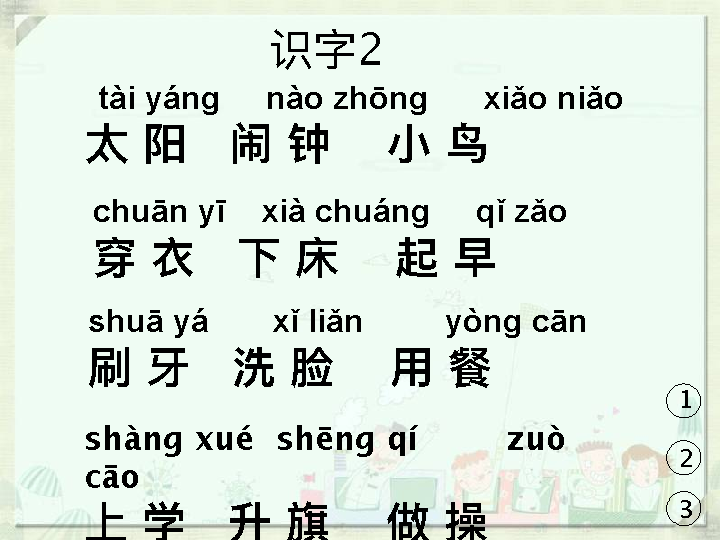 识字2
tài yáng nào zhōng xiǎo niǎo
太 阳 闹 钟 小 鸟
chuān yī xià chuáng qǐ zǎo
穿 衣 下 床 起 早
shuā yá xǐ liǎn yòng cān
刷 牙 洗 脸 用 餐
shàng xué shēng qí zuò
cāo
上 学 升 旗 做 操
1
2
3